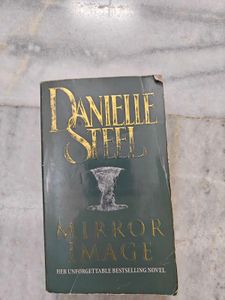 DANIELLE
STEEL
MIRROR
IMAGE
HER UNFORGETTABLE BESTSELLING NOVEL